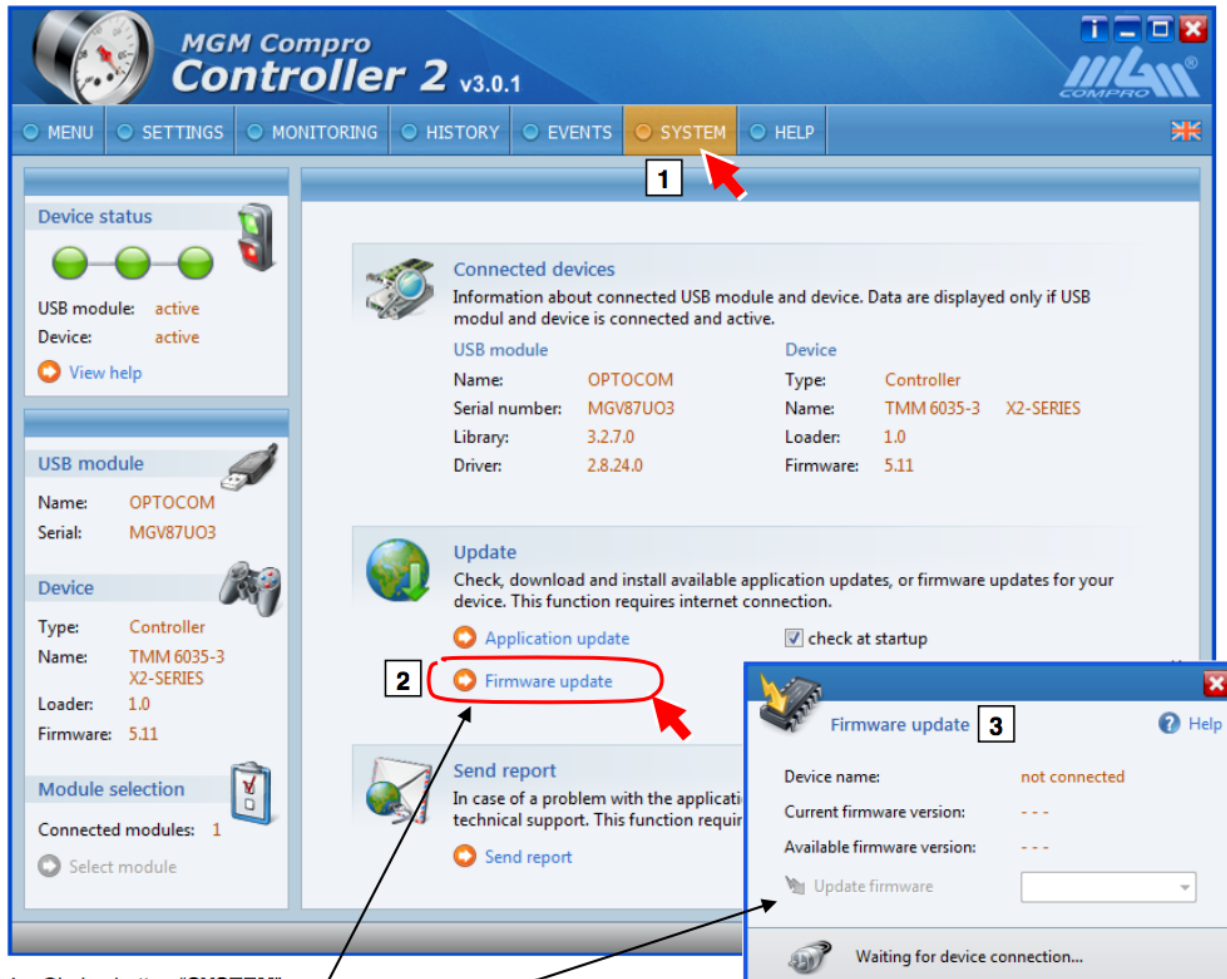 MGM Compro
Controller 2 v3.0.1
COMPRO ®
MENU SETTINGS MONITORING HISTORY EVENTS SYSTEM HELP
1
Device status
USB module: active
Device: active
View help
USB module
Name: OPTOCOM
Serial: MGV87UO3
Device
Type: Controller
Name: TMM 6035-3
X2-SERIES
Loader: 1.0
Firmware: 5.11
Module selection
Connected modules: 1
Select module
Connected devices
Information about connected USB module and device. Data are displayed only if USB
modul and device is connected and active.
USB module Device
Name: OPTOCOM Type: Controller
Serial number: MGV87UO3 Name: TMM 6035-3 X2-SERIES
Library: 3.2.7.0 Loader: 1.0
Driver: 2.8.24.0 Firmware: 5.11
Update
Check, download and install available application updates, or firmware updates for your
device. This function requires internet connection.
Application update check at startup
2 Firmware update
Send report
In case of a problem with the applicati
technical support. This function requir
Send report
Firmware update 3 Help
Device name: not connected
Current firmware version: - - -
Available firmware version: - - -
Update firmware
Waiting for device connection...
"SYSTEM"